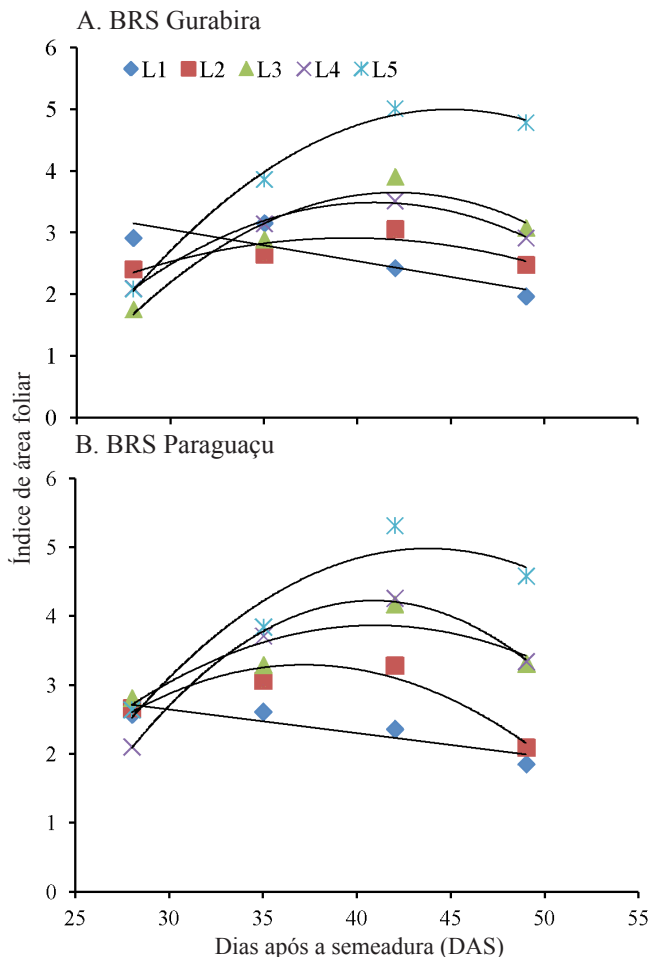 A. BRS Gurabira
6
L1 L2 L3 L4 L5
5
4
3
2
1
0
Índice de área foliar
B. BRS Paraguaçu
6
5
4
3
2
1
0
25 30 35 40 45 50 55
Dias após a semeadura (DAS)